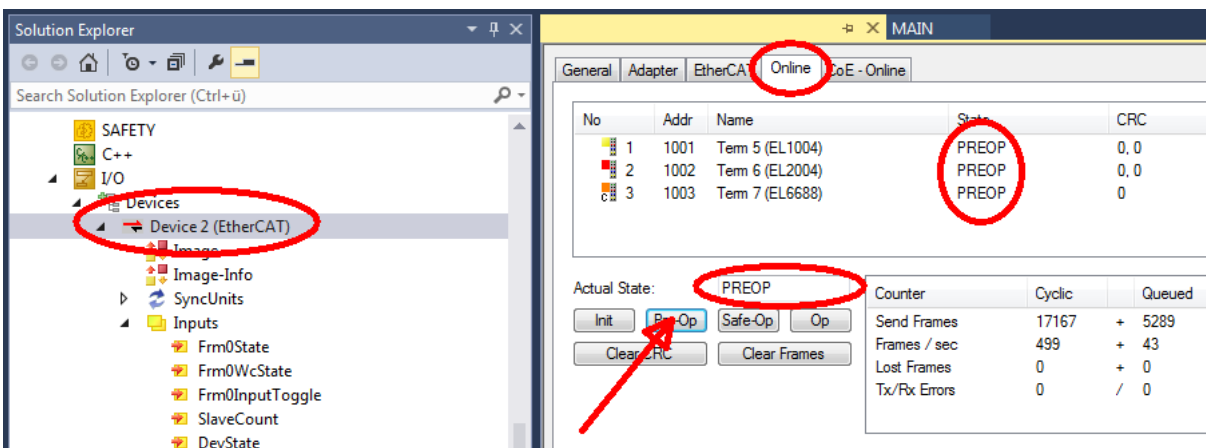 Solution Explorer
Search Solution Explorer (Ctrl+ü)
SAFETY
C++
I/O
Devices
Device 2 (EtherCAT)
Image
Image-Info
SyncUnits
Inputs
Frm0State
Frm0WcState
Frm0InputToggle
SlaveCount
DevState
MAIN
General Adapter EtherCAT Online CoE - Online
No Addr Name State CRC
1 1001 Term 5 (EL1004) PREOP 0, 0
2 1002 Term 6 (EL2004) PREOP 0, 0
3 1003 Term 7 (EL6688) PREOP 0
Actual State: PREOP
Init Pre-Op Safe-Op Op
Clear CRC Clear Frames
Counter Cyclic Queued
Send Frames 17167 + 5289
Frames / sec 499 + 43
Lost Frames 0 + 0
Tx/Rx Errors 0 / 0